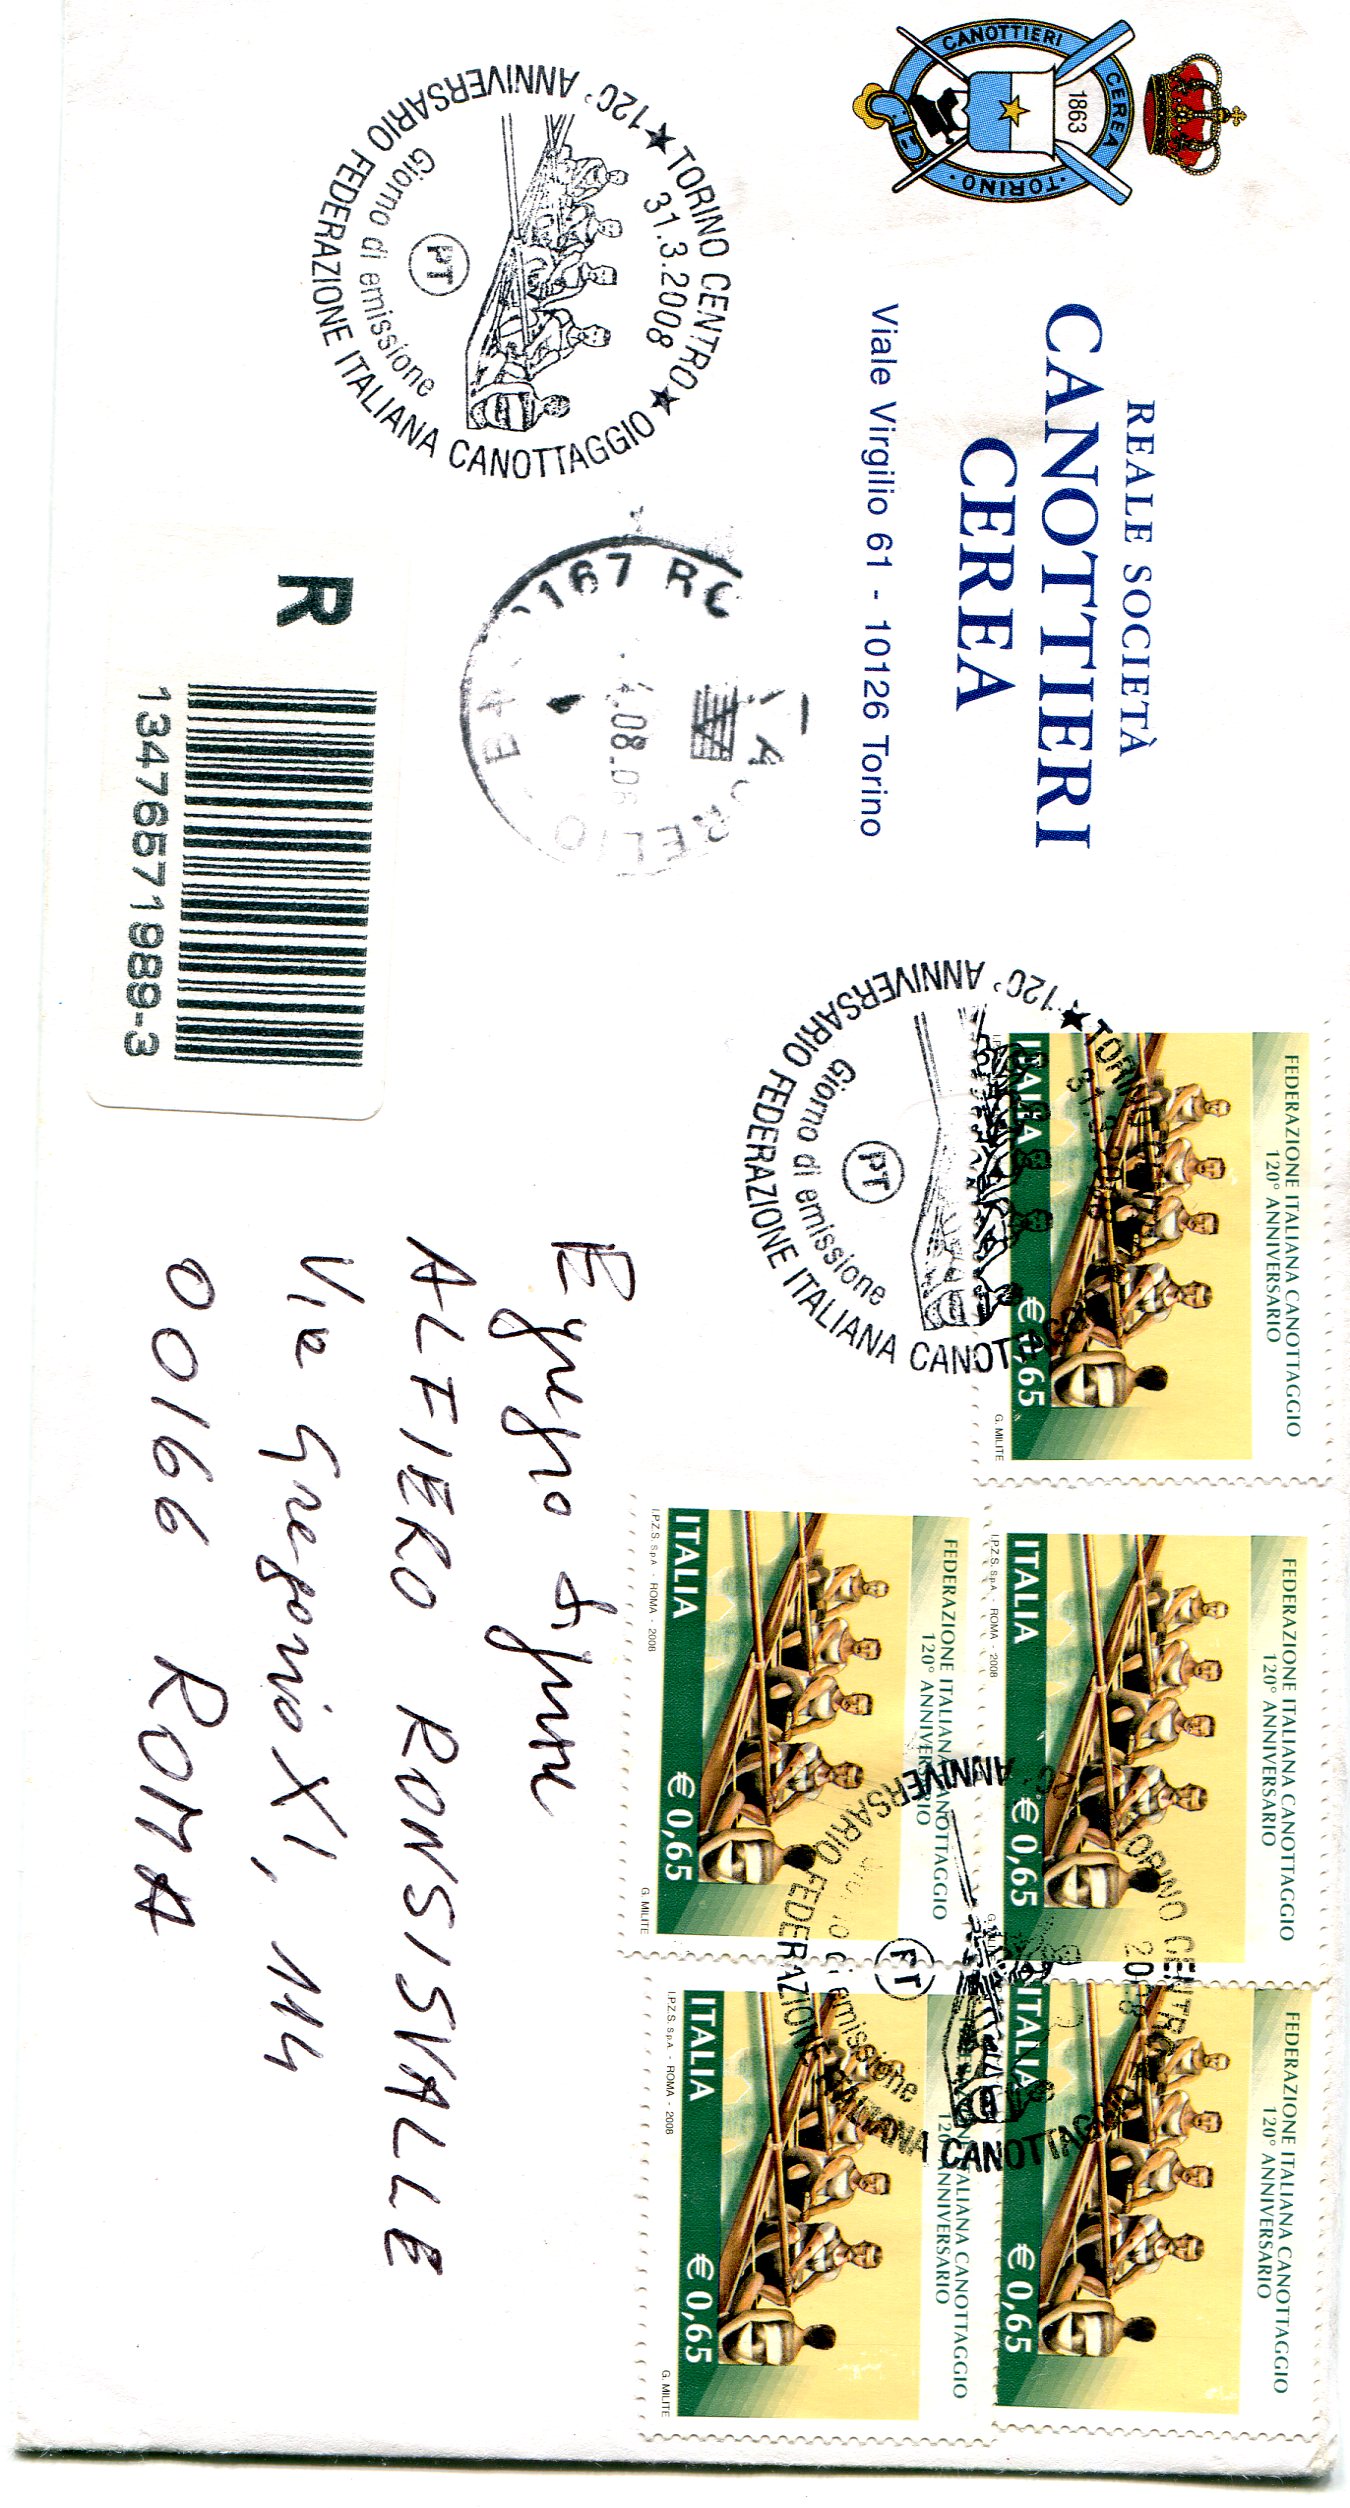 CANOTTIERI CEREA
1863
· TORINO ·
REALE SOCIETÀ
CANOTTIERI
CEREA
Viale Virgilio 61 - 10126 Torino
★ TORINO CENTRO ★
31.3.2008
Giorno di emissione
PT
120° ANNIVERSARIO FEDERAZIONE ITALIANA CANOTTAGGIO
R
13476571989-3
★ TORINO CENTRO
Giorno di emissione
PT
120° ANNIVERSARIO FEDERAZIONE ITALIANA CANOTTAGGIO
FEDERAZIONE ITALIANA CANOTTAGGIO
120° ANNIVERSARIO
ITALIA € 0,65
G. MILITE
FEDERAZIONE ITALIANA CANOTTAGGIO
120° ANNIVERSARIO
ITALIA € 0,65
I.P.Z.S. S.p.A. - ROMA - 2008
FEDERAZIONE ITALIANA CANOTTAGGIO
120° ANNIVERSARIO
ITALIA € 0,65
FEDERAZIONE ITALIANA CANOTTAGGIO
120° ANNIVERSARIO
ITALIA € 0,65
I.P.Z.S. S.p.A. - ROMA - 2008 G. MILITE
FEDERAZIONE ITALIANA CANOTTAGGIO
120° ANNIVERSARIO
ITALIA € 0,65
I.P.Z.S. S.p.A. - ROMA - 2008 G. MILITE
Egregio
ALFIERO RONSISVALLE
Via Gregorio XI, 114
00166 ROMA